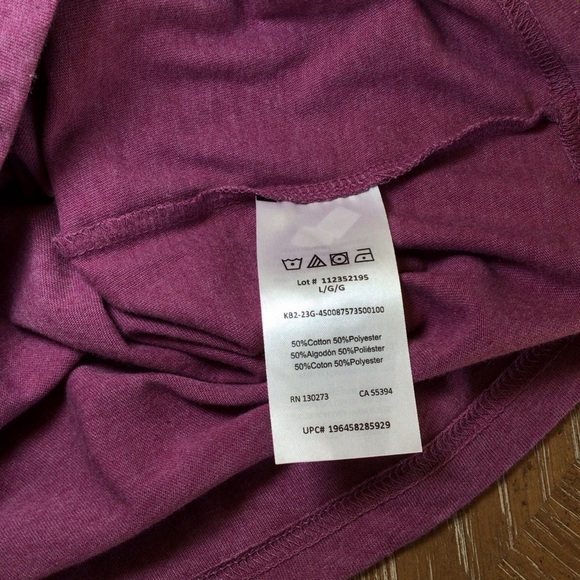 Lot # 112352195
L/G/G
KB2-23G-450087573500100
50%Cotton 50%Polyester
50%Algodón 50%Poliéster
50%Coton 50%Polyester
RN 130273 CA 55394
UPC# 196458285929